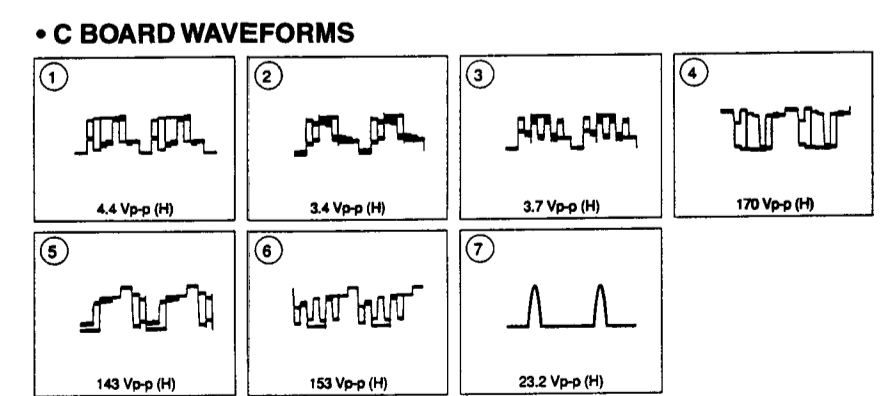 • C BOARD WAVEFORMS
1 2 3 4
4.4 Vp-p (H) 3.4 Vp-p (H) 3.7 Vp-p (H) 170 Vp-p (H)
5 6 7
143 Vp-p (H) 153 Vp-p (H) 23.2 Vp-p (H)